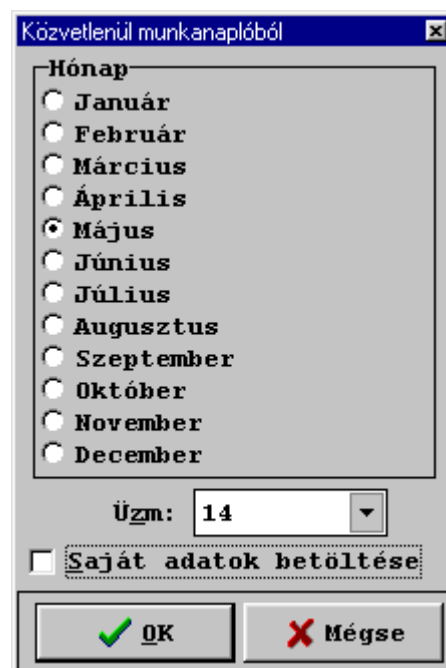 Közvetlenül munkanaplóból
Hónap
Január
Február
Március
Április
Május
Június
Július
Augusztus
Szeptember
Október
November
December
Üzm: 14
Saját adatok betöltése
OK Mégse